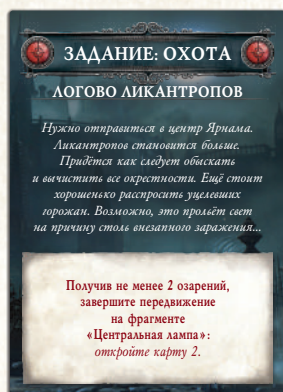 ЗАДАНИЕ: ОХОТА
ЛОГОВО ЛИКАНТРОПОВ
Нужно отправиться в центр Ярнама.
Ликантропов становится больше.
Придётся как следует обыскать
и вычистить все окрестности. Ещё стоит
хорошенько расспросить уцелевших
горожан. Возможно, это прольёт свет
на причину столь внезапного заражения...
Получив не менее 2 озарений,
завершите передвижение
на фрагменте
«Центральная лампа»:
откройте карту 2.